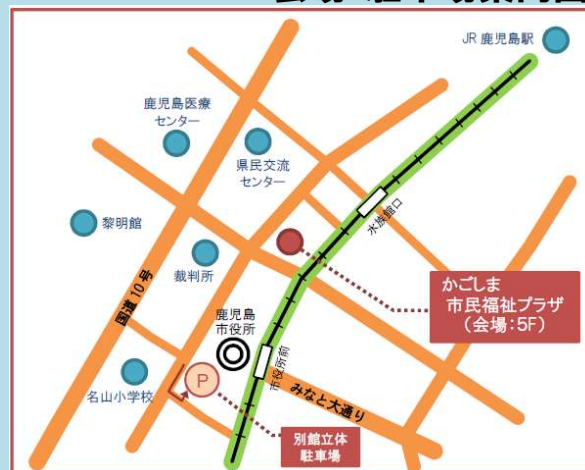 JR 鹿児島駅
鹿児島医療
センター
県民交流
センター
黎明館
水族館口
裁判所
国道10号
かごしま
市民福祉プラザ
(会場:5F)
鹿児島
市役所
市役所前
名山小学校
P
みなと大通り
別館立体
駐車場